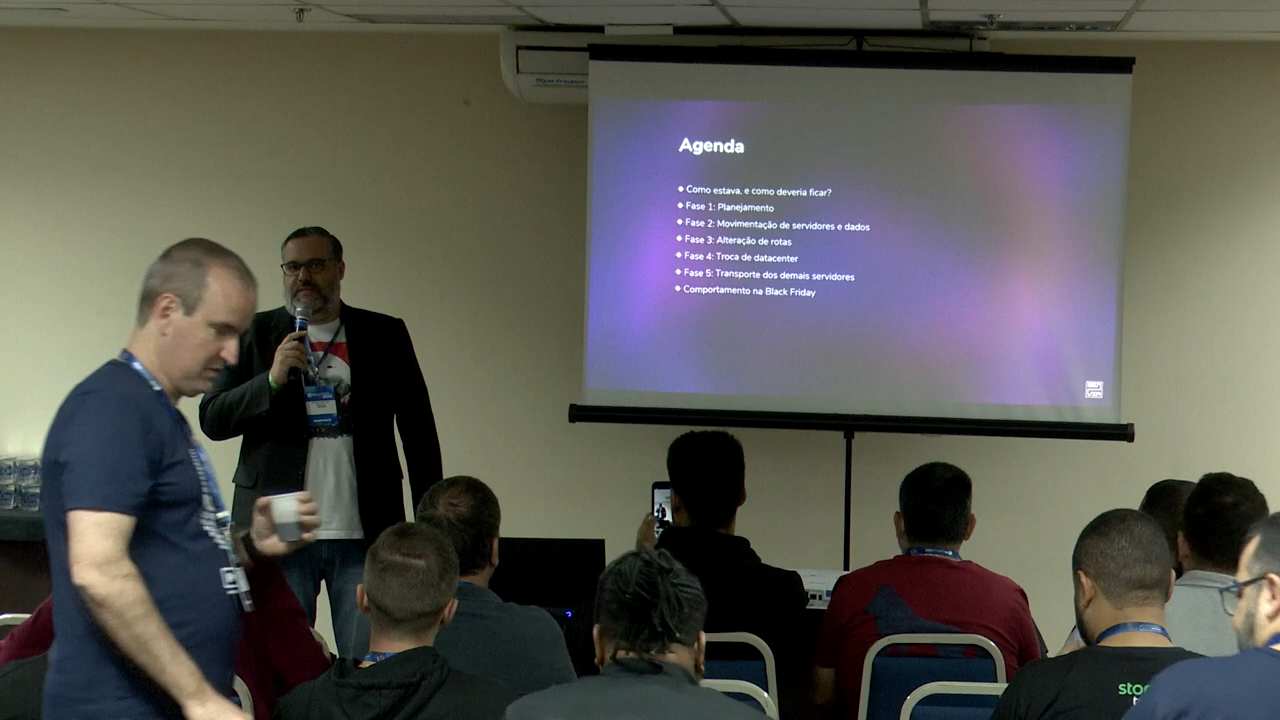 Agenda
❖ Como estava, e como deveria ficar?
❖ Fase 1: Planejamento
❖ Fase 2: Movimentação de servidores e dados
❖ Fase 3: Alteração de rotas
❖ Fase 4: Troca de datacenter
❖ Fase 5: Transporte dos demais servidores
❖ Comportamento na Black Friday